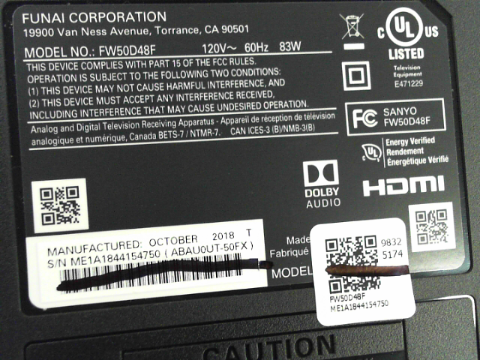 FUNAI CORPORATION
19900 Van Ness Avenue, Torrance, CA 90501
MODEL NO.: FW50D48F 120V～ 60Hz 83W
THIS DEVICE COMPLIES WITH PART 15 OF THE FCC RULES.
OPERATION IS SUBJECT TO THE FOLLOWING TWO CONDITIONS:
(1) THIS DEVICE MAY NOT CAUSE HARMFUL INTERFERENCE, AND
(2) THIS DEVICE MUST ACCEPT ANY INTERFERENCE RECEIVED,
INCLUDING INTERFERENCE THAT MAY CAUSE UNDESIRED OPERATION.
Analog and Digital Television Receiving Apparatus - Appareil de réception de télévision
analogique et numérique, Canada BETS-7 / NTMR-7. CAN ICES-3 (B)/NMB-3(B)
C UL US
LISTED
Television
Equipment
E471229
FC SANYO
FW50D48F
UL Energy Verified
Rendement
Énergétique Vérifié
DOLBY
AUDIO
HDMI
MANUFACTURED: OCTOBER 2018 T
S/N ME1A1844154750 ( ABAU0UT-50FX )
Made
Fabriqué
MODEL
9832
5174
FW50D48F
ME1A1844154750
CAUTION